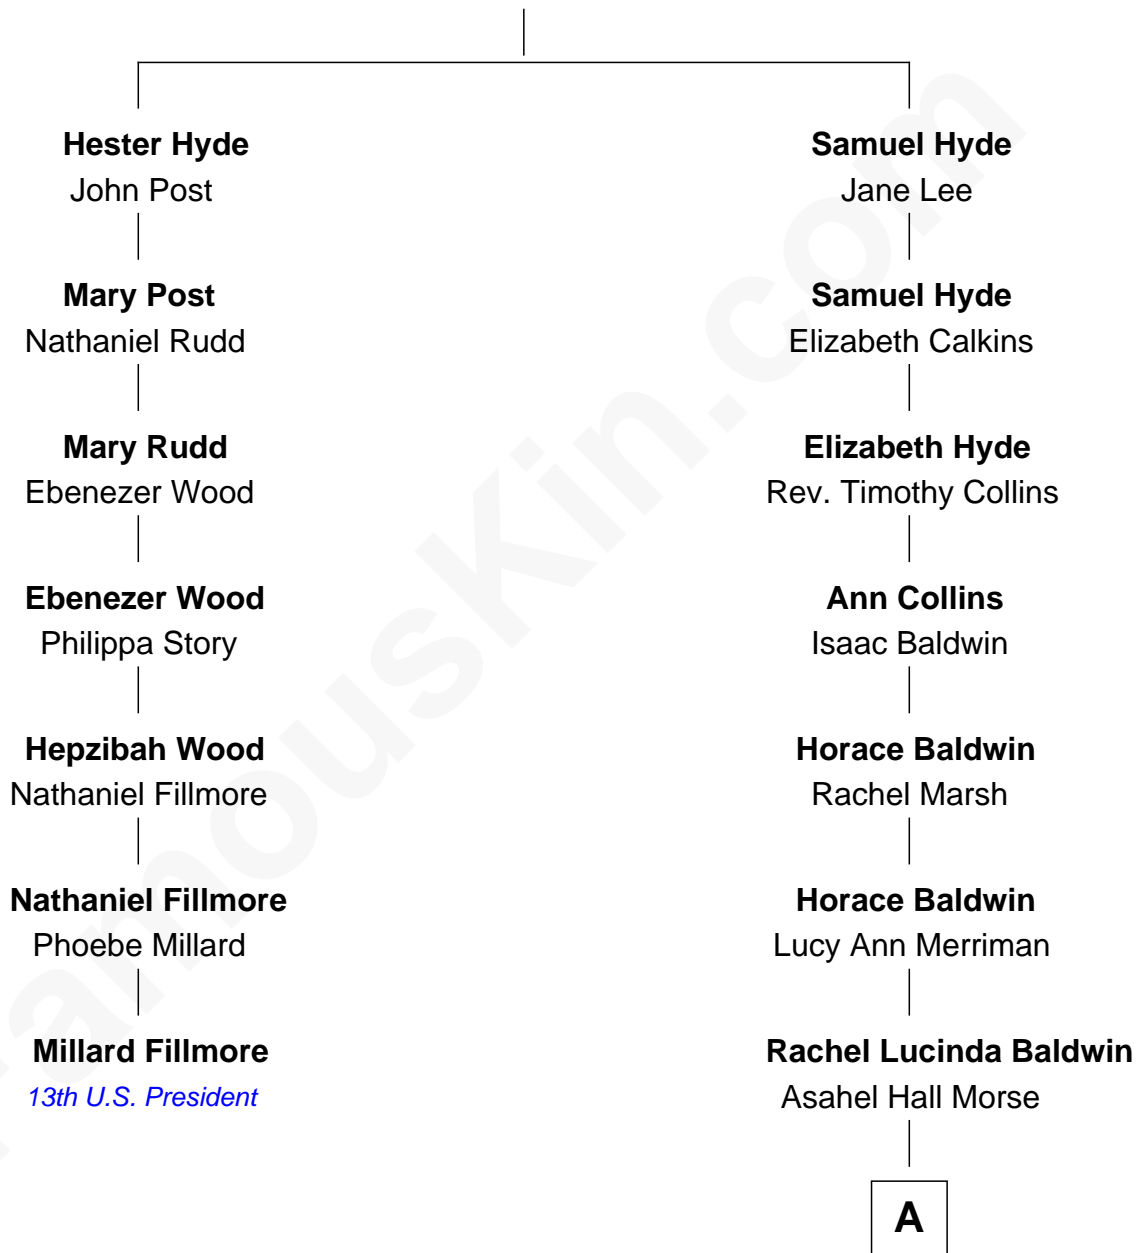 Hester Hyde
John Post
Mary Post
Nathaniel Rudd
Mary Rudd
Ebenezer Wood
Ebenezer Wood
Philippa Story
Hepzibah Wood
Nathaniel Fillmore
Nathaniel Fillmore
Phoebe Millard
Millard Fillmore
13th U.S. President
Samuel Hyde
Jane Lee
Samuel Hyde
Elizabeth Calkins
Elizabeth Hyde
Rev. Timothy Collins
Ann Collins
Isaac Baldwin
Horace Baldwin
Rachel Marsh
Horace Baldwin
Lucy Ann Merriman
Rachel Lucinda Baldwin
Asahel Hall Morse
A
FamousKin.com